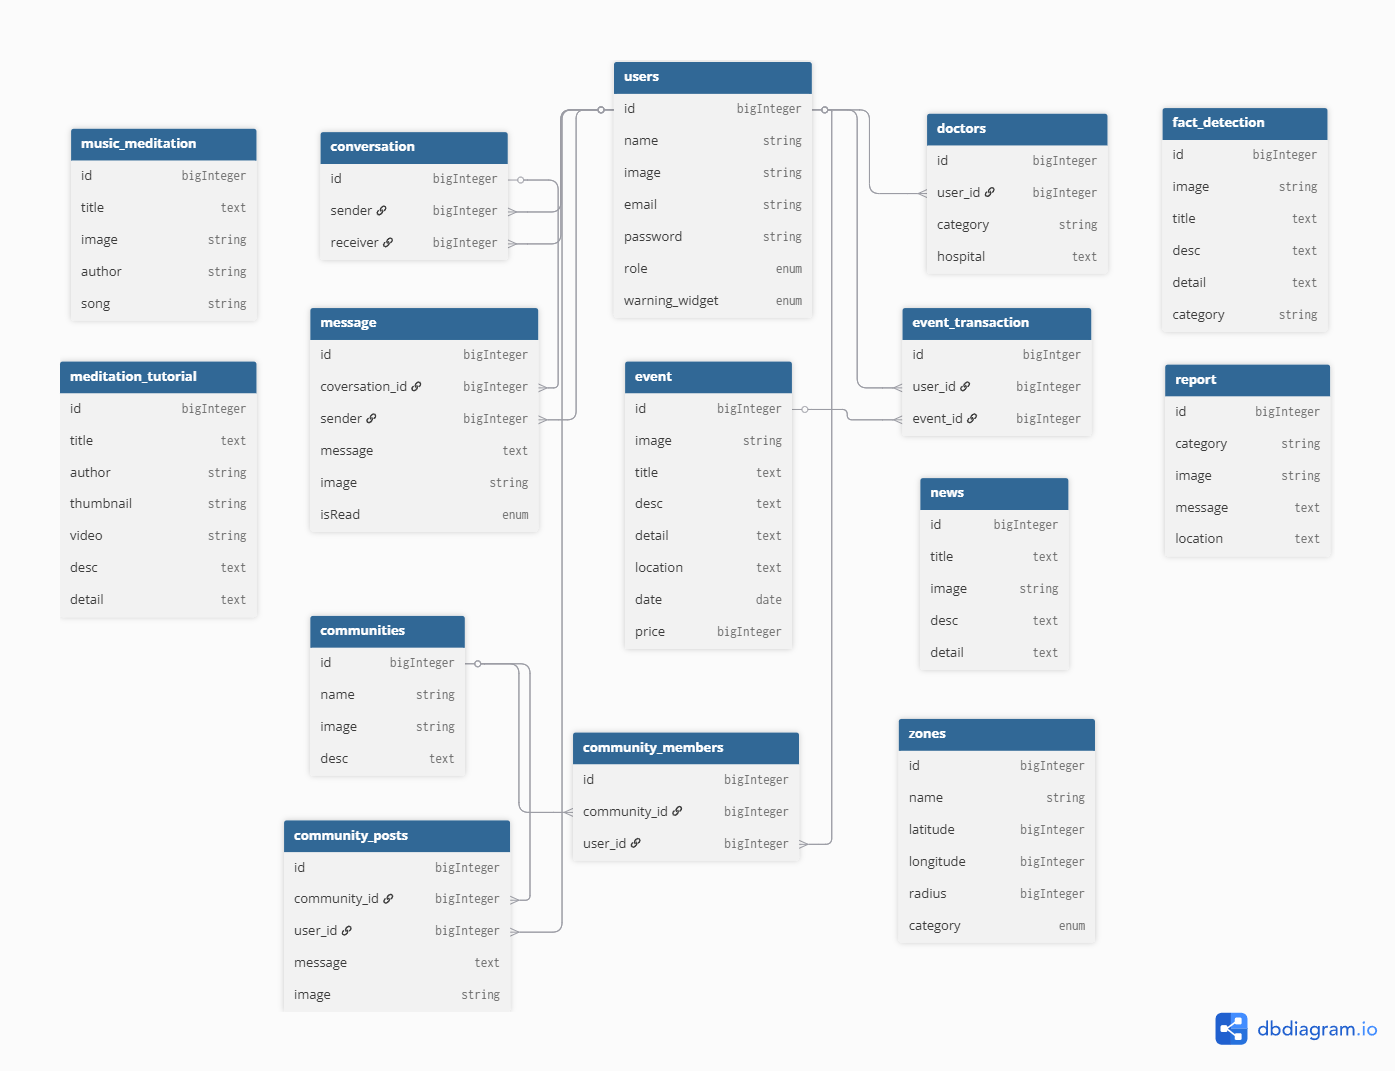 users
id bigInteger
name string
image string
email string
password string
role enum
warning_widget enum
music_meditation
id bigInteger
title text
image string
author string
song string
conversation
id bigInteger
sender bigInteger
receiver bigInteger
doctors
id bigInteger
user_id bigInteger
category string
hospital text
fact_detection
id bigInteger
image string
title text
desc text
detail text
category string
meditation_tutorial
id bigInteger
title text
author string
thumbnail string
video string
desc text
detail text
message
id bigInteger
coversation_id bigInteger
sender bigInteger
message text
image string
isRead enum
event
id bigInteger
image string
title text
desc text
detail text
location text
date date
price bigInteger
event_transaction
id bigIntger
user_id bigInteger
event_id bigInteger
report
id bigInteger
category string
image string
message text
location text
news
id bigInteger
title text
image string
desc text
detail text
communities
id bigInteger
name string
image string
desc text
community_members
id bigInteger
community_id bigInteger
user_id bigInteger
zones
id bigInteger
name string
latitude bigInteger
longitude bigInteger
radius bigInteger
category enum
community_posts
id bigInteger
community_id bigInteger
user_id bigInteger
message text
image string
dbdiagram.io